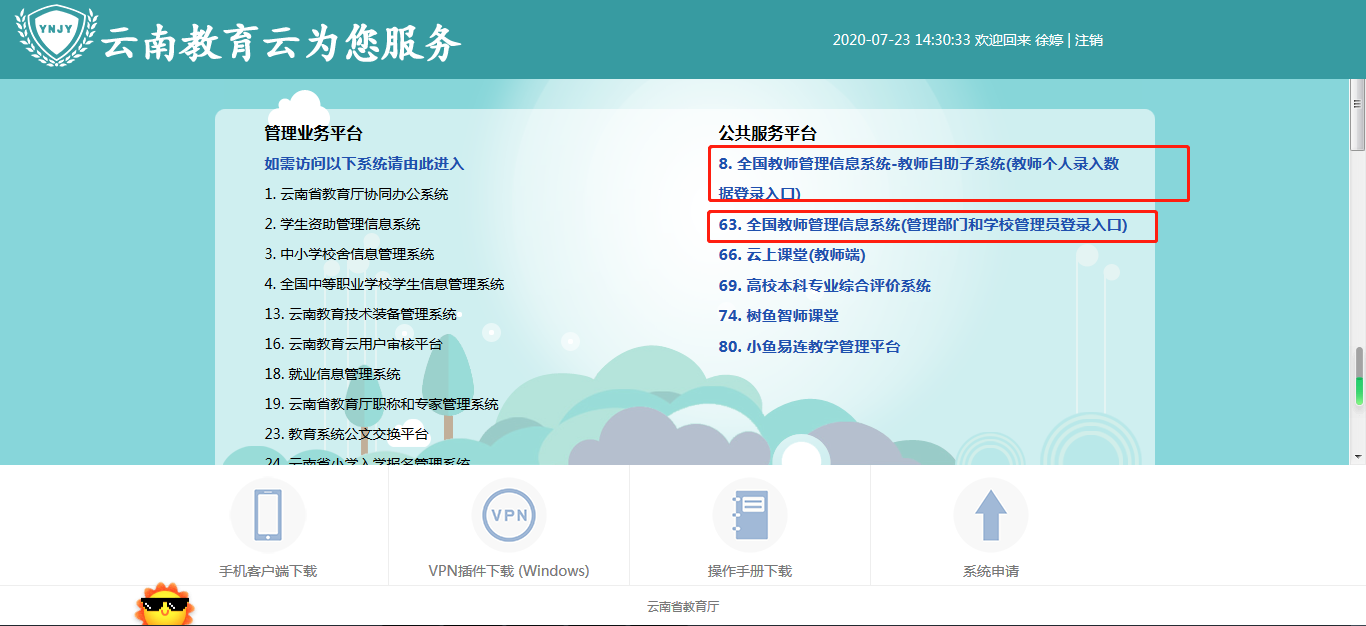 YNJY
云南教育云为您服务
2020-07-23 14:30:33 欢迎回来 徐婷 | 注销
管理业务平台
如需访问以下系统请由此进入
1. 云南省教育厅协同办公系统
2. 学生资助管理信息系统
3. 中小学校舍信息管理系统
4. 全国中等职业学校学生信息管理系统
13. 云南教育技术装备管理系统
16. 云南教育云用户审核平台
18. 就业信息管理系统
19. 云南省教育厅职称和专家管理系统
23. 教育系统公文交换平台
24. 云南省小学入学报名管理系统
公共服务平台
8. 全国教师管理信息系统-教师自助子系统(教师个人录入数
据登录入口)
63. 全国教师管理信息系统(管理部门和学校管理员登录入口)
66. 云上课堂(教师端)
69. 高校本科专业综合评价系统
74. 树鱼智师课堂
80. 小鱼易连教学管理平台
VPN
手机客户端下载
VPN插件下载 (Windows)
操作手册下载
系统申请
云南省教育厅